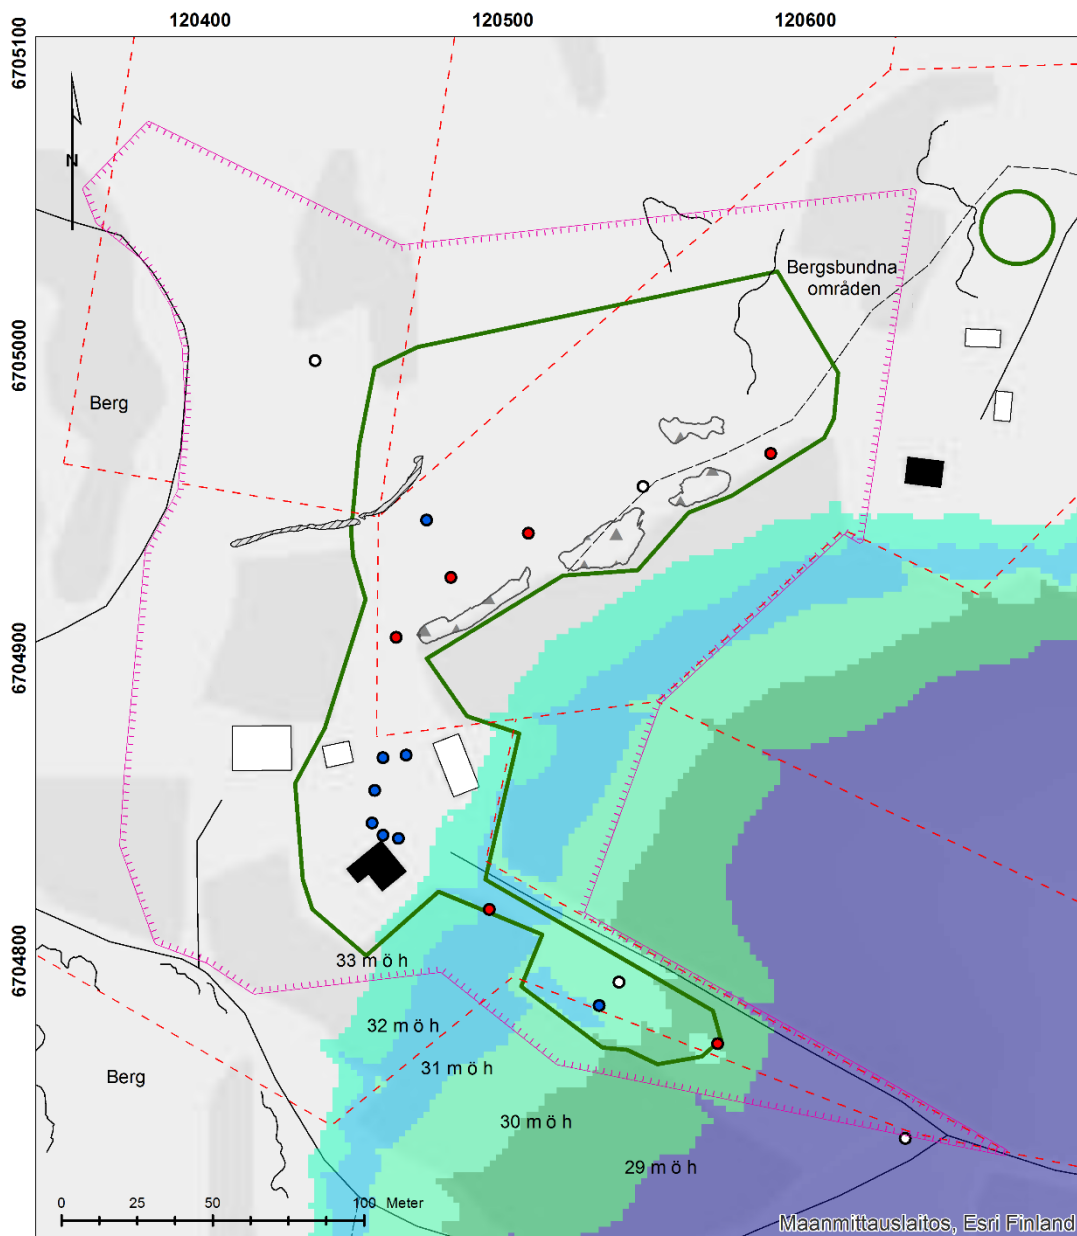 120400 120500 120600
6705100
N
Bergsbundna
områden
6705000
Berg
6704900
6704800
33 m ö h
32 m ö h
31 m ö h
Berg
30 m ö h
29 m ö h
0 25 50 100 Meter
Maanmittauslaitos, Esri Finland